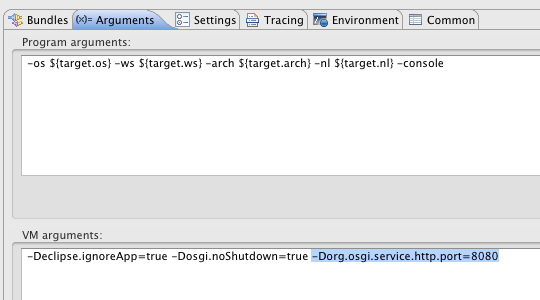 Bundles (x)= Arguments Settings Tracing Environment Common
Program arguments:
-os ${target.os} -ws ${target.ws} -arch ${target.arch} -nl ${target.nl} -console
VM arguments:
-Declipse.ignoreApp=true -Dosgi.noShutdown=true -Dorg.osgi.service.http.port=8080